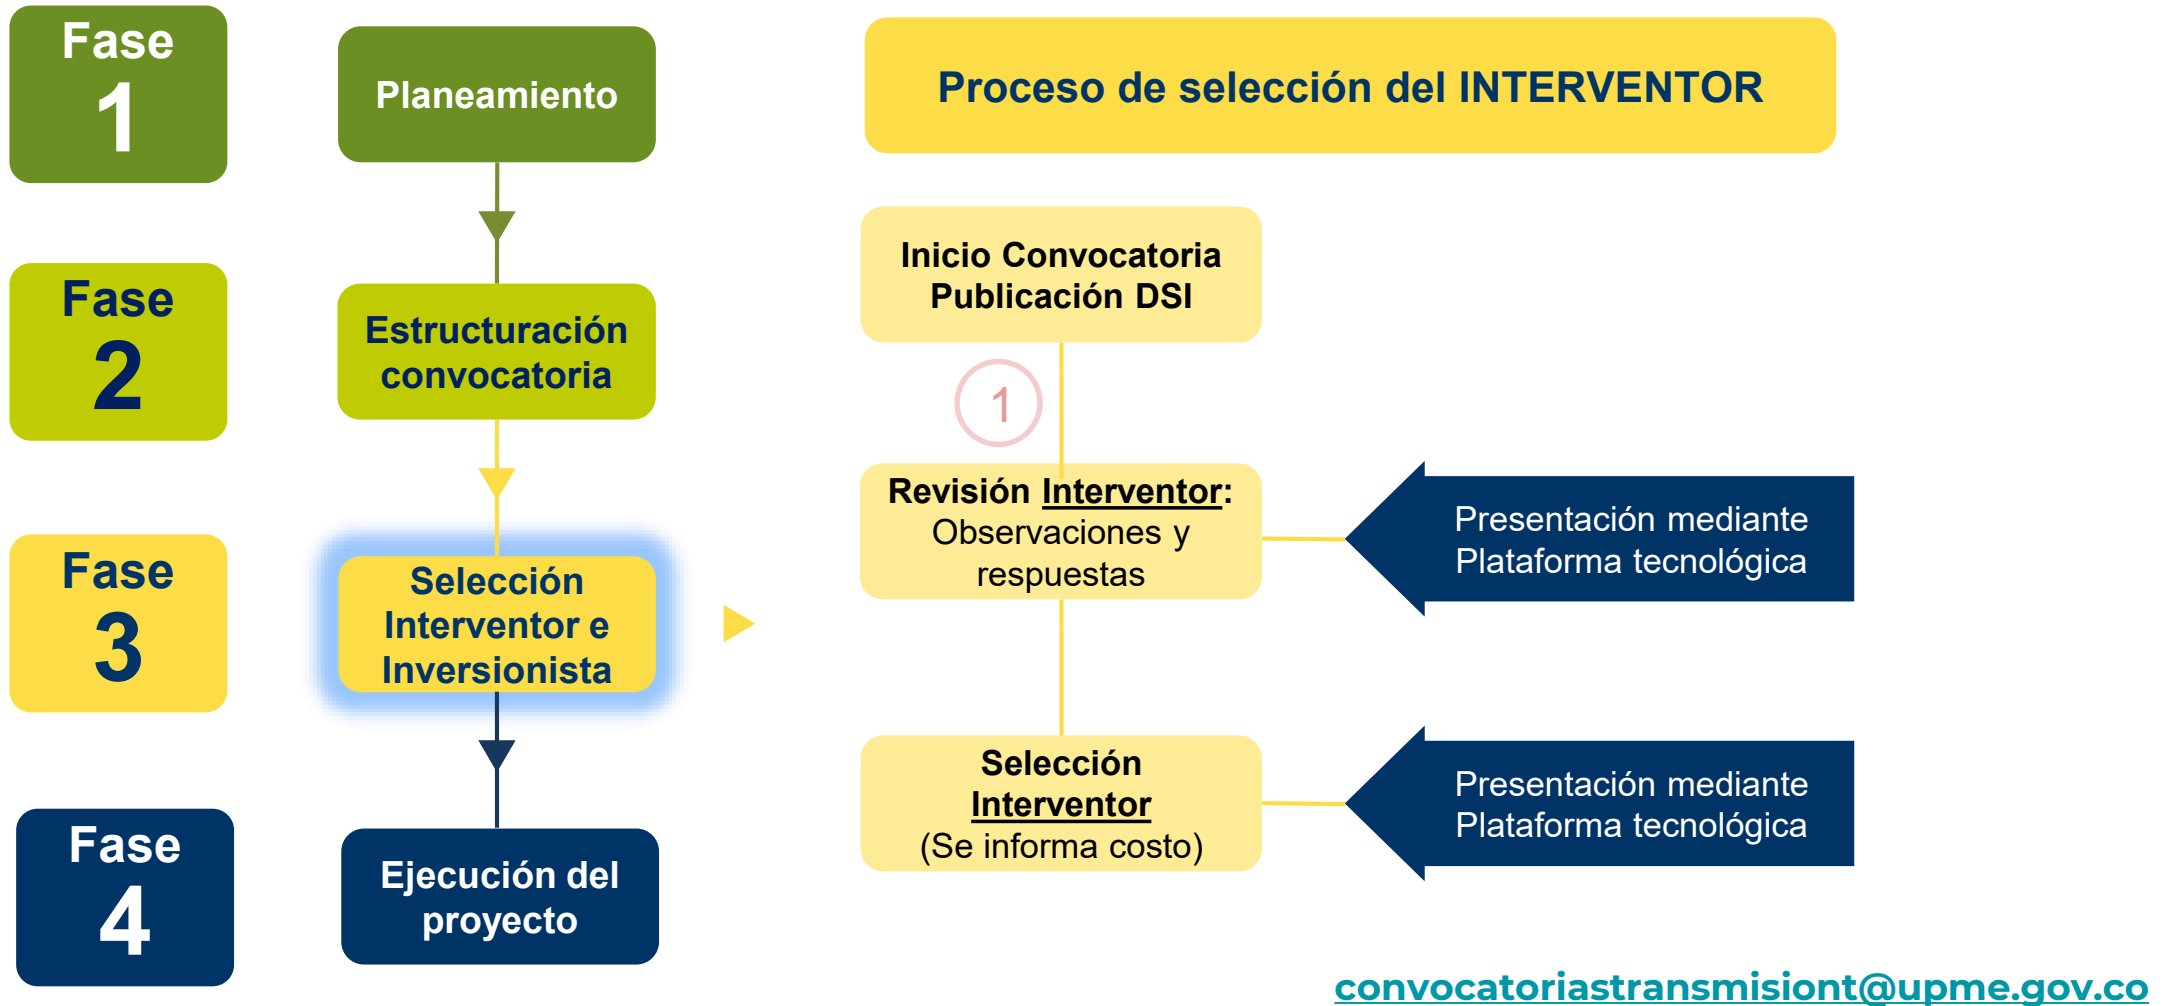 Fase
1
Planeamiento
Fase
2
Estructuración
convocatoria
Fase
3
Selección
Interventor e
Inversionista
Fase
4
Ejecución del
proyecto
Proceso de selección del INTERVENTOR
Inicio Convocatoria
Publicación DSI
1
Revisión Interventor:
Observaciones y
respuestas
Presentación mediante
Plataforma tecnológica
Selección
Interventor
(Se informa costo)
Presentación mediante
Plataforma tecnológica
convocatoriastransmisiont@upme.gov.co